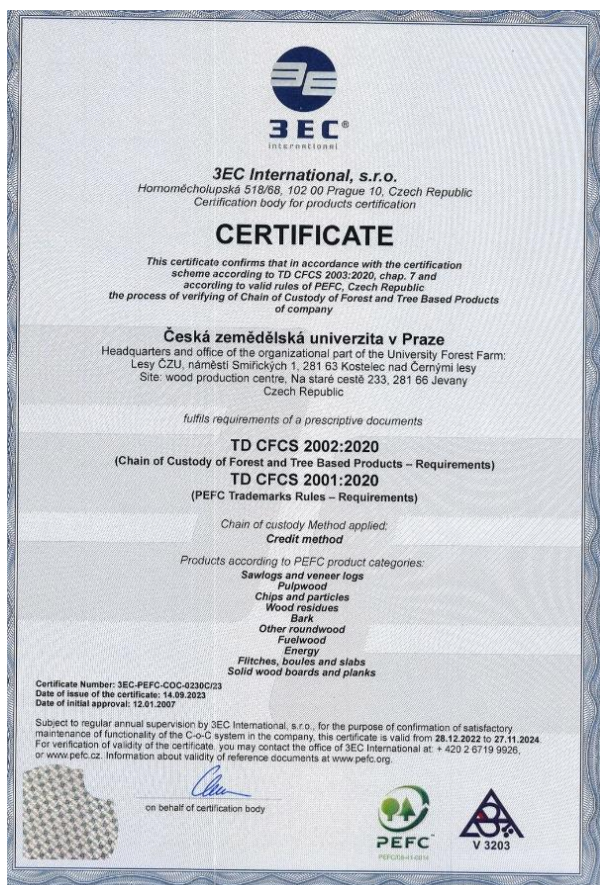 3EC®
international
3EC International, s.r.o.
Hornoměcholupská 518/68, 102 00 Prague 10, Czech Republic
Cerification body for products certification
CERTIFICATE
This certificate confirms that in accordance with the certification
scheme according to TD CFCS 2003:2020, chap. 7 and
according to valid rules of PEFC, Czech Republic
the process of verifying of Chain of Custody of Forest and Tree Based Products
of company
Česká zemědělská univerzita v Praze
Headquarters and office of the organizational part of the University Forest Farm:
Lesy ČZU, náměstí Smiřických 1, 281 63 Kostelec nad Černými lesy
Site: wood production centre, Na staré cestě 233, 281 66 Jevany
Czech Republic
fulfils requirements of a prescriptive documents
TD CFCS 2002:2020
(Chain of Custody of Forest and Tree Based Products – Requirements)
TD CFCS 2001:2020
(PEFC Trademarks Rules – Requirements)
Chain of custody Method applied:
Credit method
Products according to PEFC product categories:
Sawlogs and veneer logs
Pulpwood
Chips and particles
Wood residues
Bark
Other roundwood
Fuelwood
Energy
Flitches, boules and slabs
Solid wood boards and planks
Certificate Number: 3EC-PEFC-COC-0230C/23
Date of issue of the certificate: 14.09.2023
Date of initial approval: 12.01.2007
Subject to regular annual supervision by 3EC International, s.r.o., for the purpose of confirmation of satisfactory
maintenance of functionality of the C-o-C system in the company, this certificate is valid from 28.12.2022 to 27.11.2024.
For verification of validity of the certificate, you may contact the office of 3EC International at: + 420 2 6719 9926,
or www.pefc.cz. Information about validity of reference documents at www.pefc.org.
on behalf of certification body
PEFC™
V 3203